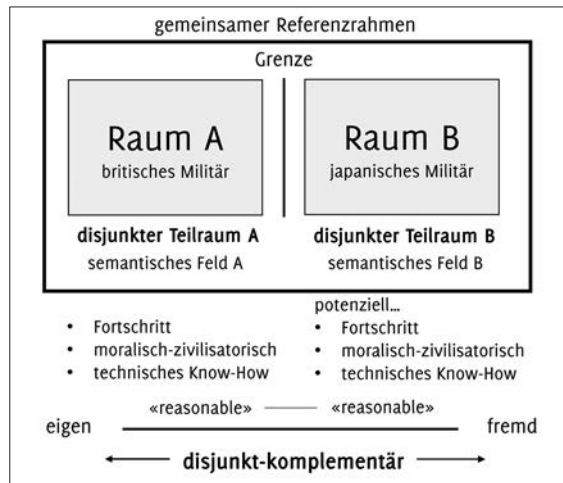 gemeinsamer Referenzrahmen
Grenze
Raum A
britisches Militär
Raum B
japanisches Militär
disjunkter Teilraum A
semantisches Feld A
disjunkter Teilraum B
semantisches Feld B
• Fortschritt
• moralisch-zivilisatorisch
• technisches Know-How
potenziell...
• Fortschritt
• moralisch-zivilisatorisch
• technisches Know-How
«reasonable» «reasonable»
eigen fremd
disjunkt-komplementär